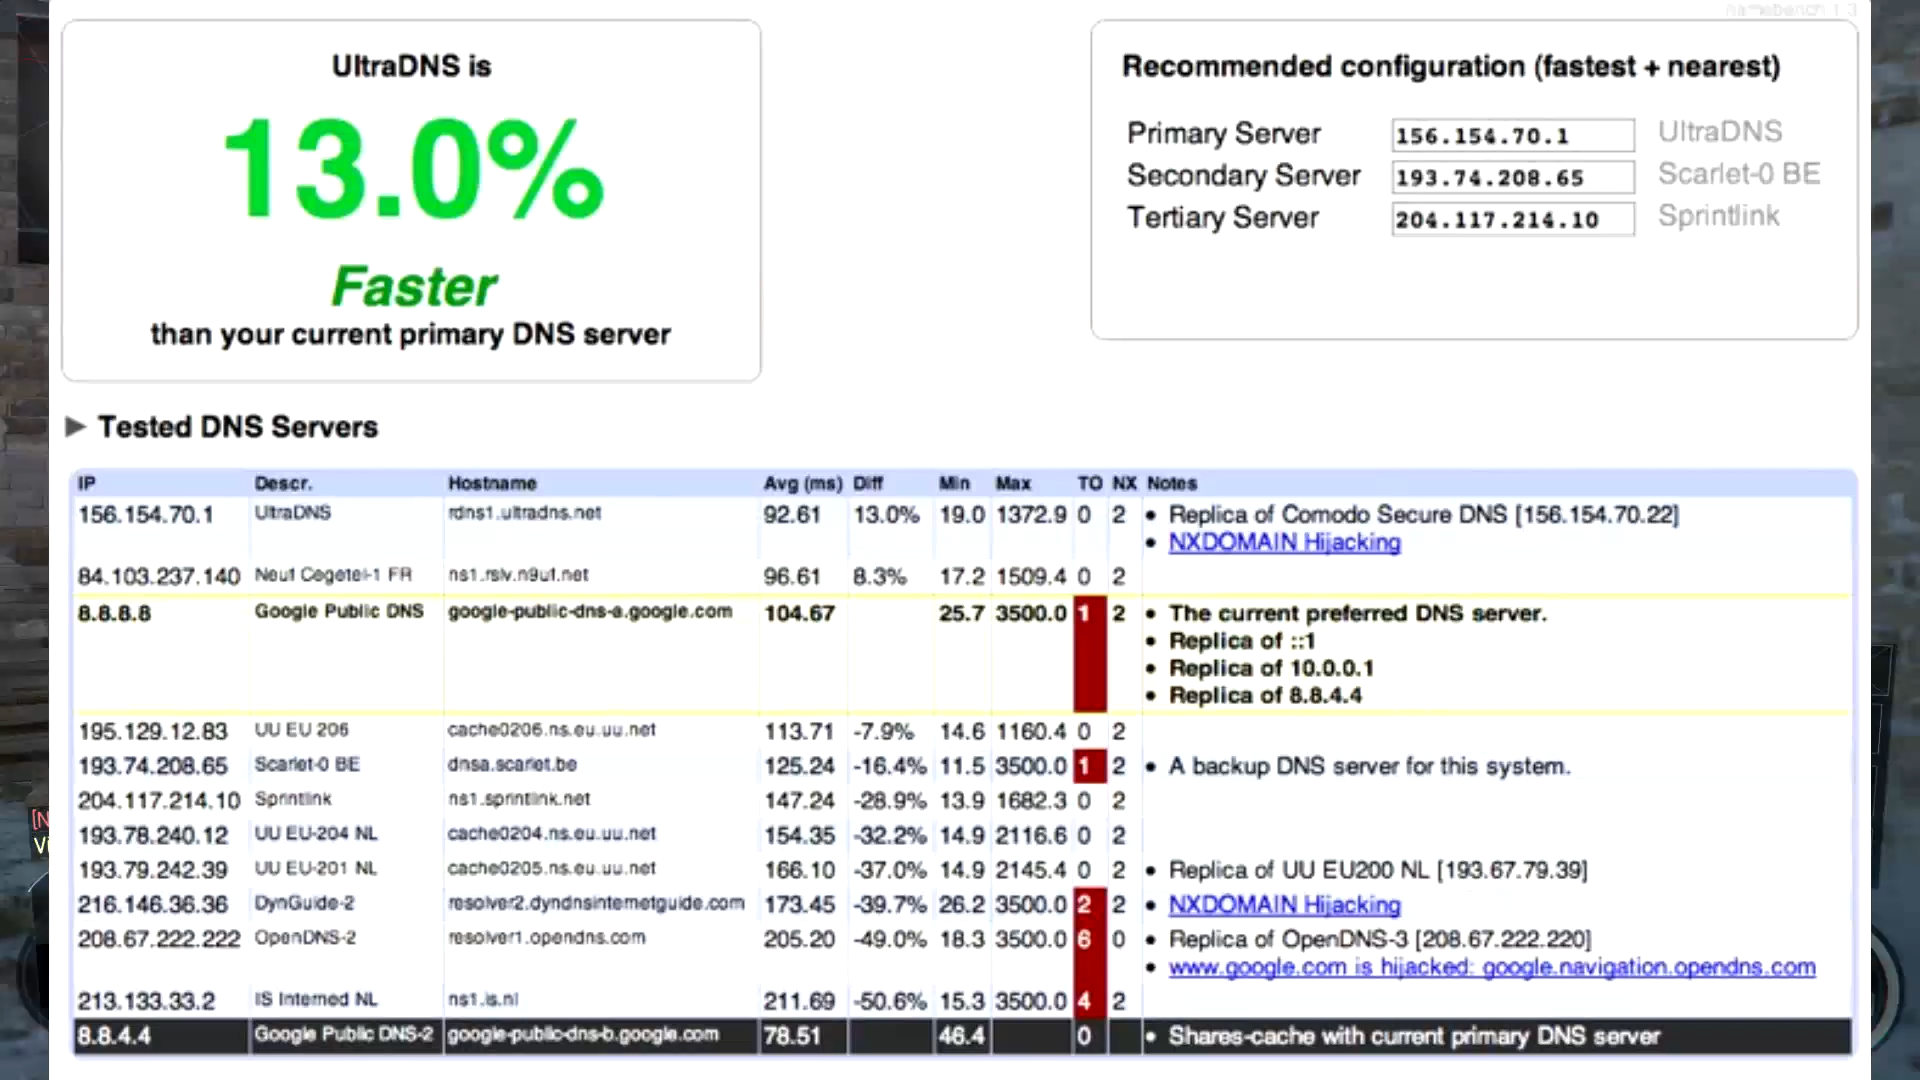 namebench 1.3
UltraDNS is
13.0%
Faster
than your current primary DNS server
Recommended configuration (fastest + nearest)
Primary Server 156.154.70.1 UltraDNS
Secondary Server 193.74.208.65 Scarlet-0 BE
Tertiary Server 204.117.214.10 Sprintlink
▶ Tested DNS Servers
IP Descr. Hostname Avg (ms) Diff Min Max TO NX Notes
156.154.70.1 UltraDNS rdns1.ultradns.net 92.61 13.0% 19.0 1372.9 0 2 • Replica of Comodo Secure DNS [156.154.70.22]
• NXDOMAIN Hijacking
84.103.237.140 Neuf Cegetel-1 FR ns1.rslv.n9uf.net 96.61 8.3% 17.2 1509.4 0 2
8.8.8.8 Google Public DNS google-public-dns-a.google.com 104.67 25.7 3500.0 1 2 • The current preferred DNS server.
• Replica of ::1
• Replica of 10.0.0.1
• Replica of 8.8.4.4
195.129.12.83 UU EU 206 cache0206.ns.eu.uu.net 113.71 -7.9% 14.6 1160.4 0 2
193.74.208.65 Scarlet-0 BE dnsa.scarlet.be 125.24 -16.4% 11.5 3500.0 1 2 • A backup DNS server for this system.
204.117.214.10 Sprintlink ns1.sprintlink.net 147.24 -28.9% 13.9 1682.3 0 2
193.78.240.12 UU EU-204 NL cache0204.ns.eu.uu.net 154.35 -32.2% 14.9 2116.6 0 2
193.79.242.39 UU EU-201 NL cache0205.ns.eu.uu.net 166.10 -37.0% 14.9 2145.4 0 2 • Replica of UU EU200 NL [193.67.79.39]
216.146.36.36 DynGuide-2 resolver2.dyndnsinternetguide.com 173.45 -39.7% 26.2 3500.0 2 2 • NXDOMAIN Hijacking
208.67.222.222 OpenDNS-2 resolver1.opendns.com 205.20 -49.0% 18.3 3500.0 6 0 • Replica of OpenDNS-3 [208.67.222.220]
• www.google.com is hijacked: google.navigation.opendns.com
213.133.33.2 IS Interned NL ns1.is.nl 211.69 -50.6% 15.3 3500.0 4 2
8.8.4.4 Google Public DNS-2 google-public-dns-b.google.com 78.51 46.4 0 • Shares-cache with current primary DNS server